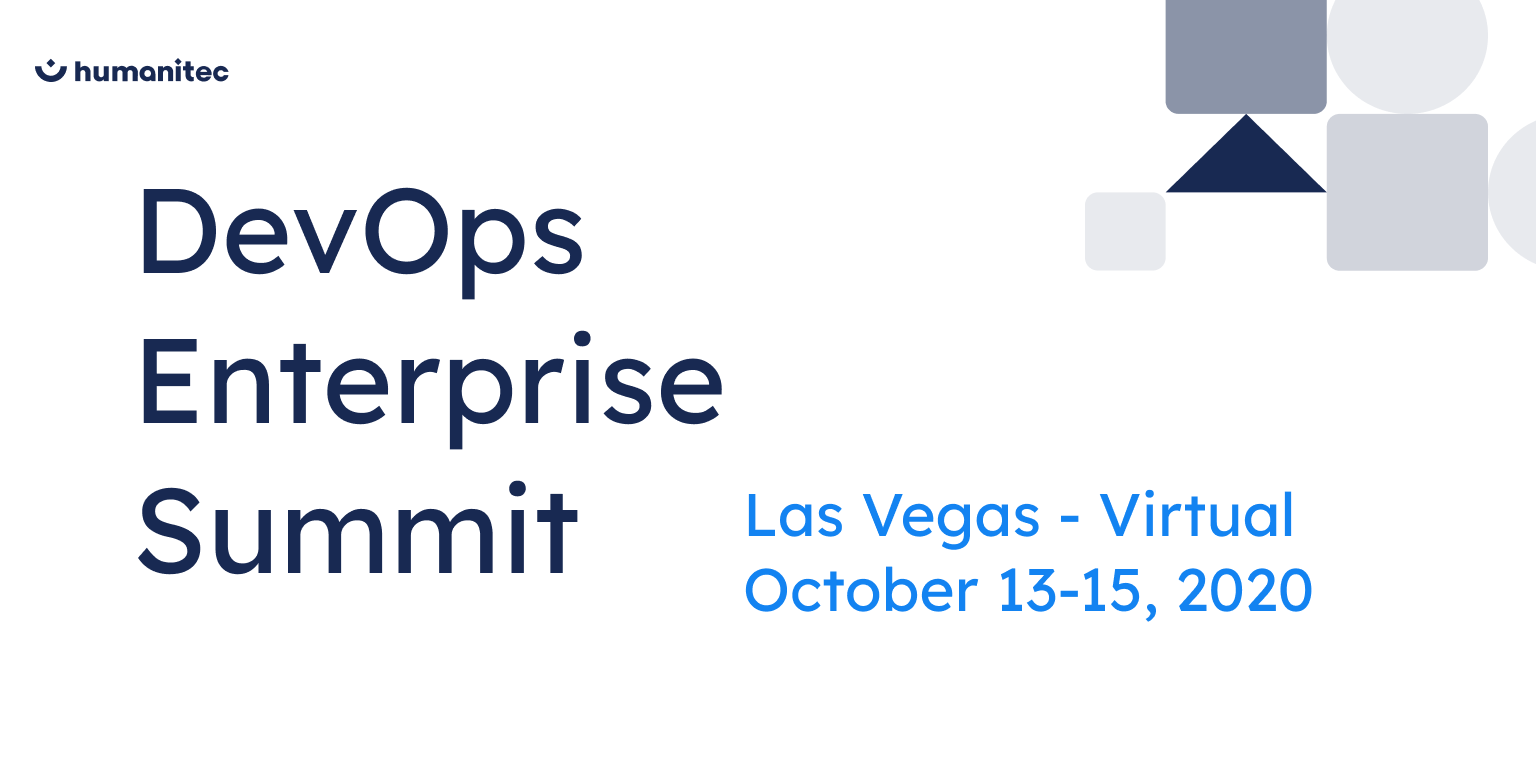 humanitec
DevOps
Enterprise
Summit
Las Vegas - Virtual
October 13-15, 2020